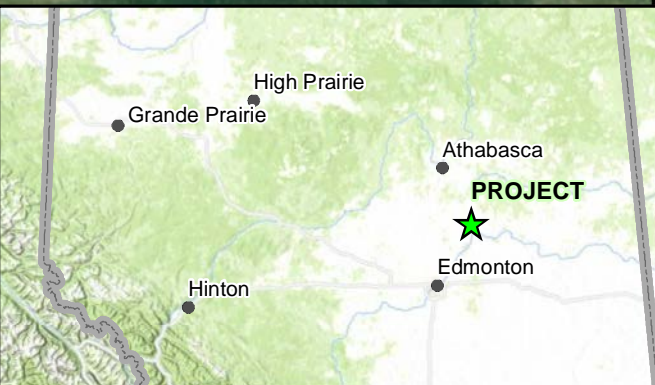 High Prairie
Grande Prairie
Athabasca
PROJECT
Edmonton
Hinton